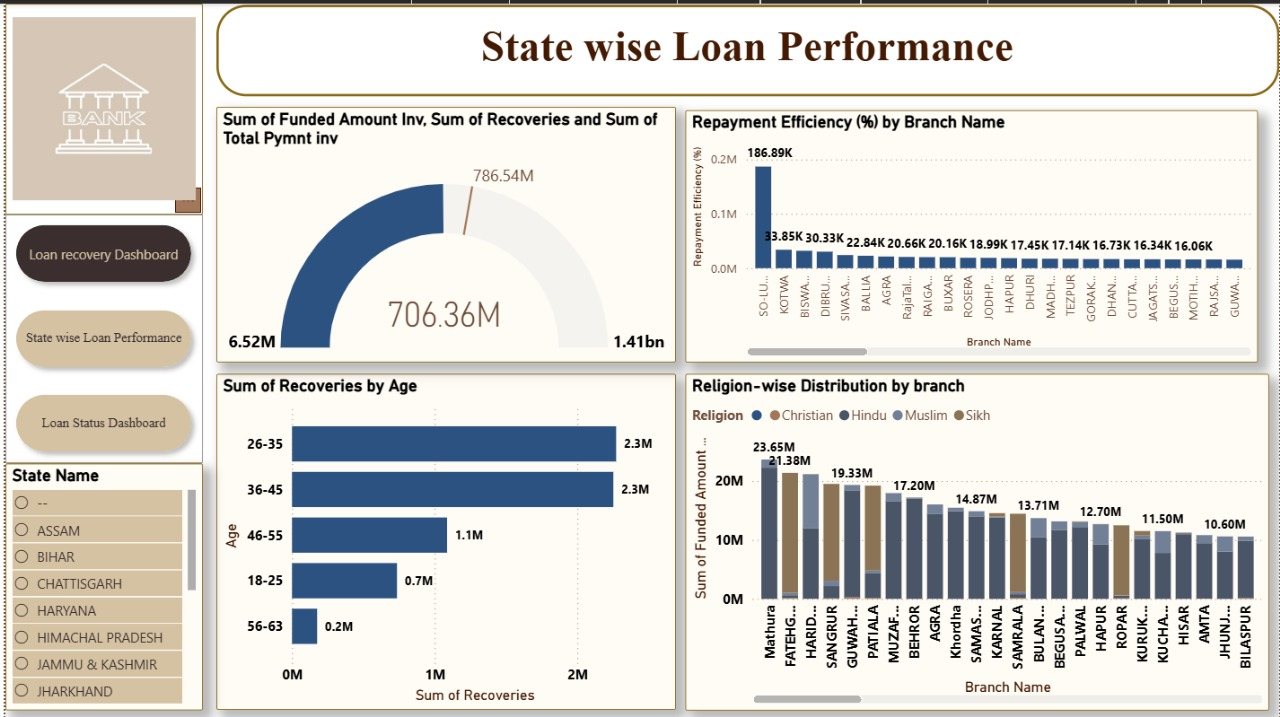 BANK
...
Loan recovery Dashboard
State wise Loan Performance
Loan Status Dashboard
State Name
--
ASSAM
BIHAR
CHATTISGARH
HARYANA
HIMACHAL PRADESH
JAMMU & KASHMIR
JHARKHAND
State wise Loan Performance
Sum of Funded Amount Inv, Sum of Recoveries and Sum of
Total Pymnt inv
786.54M
706.36M
6.52M
1.41bn
Repayment Efficiency (%) by Branch Name
Repayment Efficiency (%)
0.2M
0.1M
0.0M
186.89K
33.85K 30.33K 22.84K 20.66K 20.16K 18.99K 17.45K 17.14K 16.73K 16.34K 16.06K
SO-LU...
KOTWA
BISWA...
DIBRU...
SIVASA...
BALLIA
AGRA
RajaTal...
RAIGA...
BUXAR
ROSERA
JODHP...
HAPUR
DHURI
MADH...
TEZPUR
GORAK...
DHAN...
CUTTA...
JAGATS...
BEGUS...
MOTIH...
RAJSA...
GUWA...
Branch Name
Sum of Recoveries by Age
Age
26-35
2.3M
36-45
2.3M
46-55
1.1M
18-25
0.7M
56-63
0.2M
0M 1M 2M
Sum of Recoveries
Religion-wise Distribution by branch
Religion Christian Hindu Muslim Sikh
Sum of Funded Amount ...
20M
10M
0M
23.65M
21.38M
19.33M
17.20M
14.87M
13.71M
12.70M
11.50M
10.60M
Mathura
FATEHG...
HARID...
SANGRUR
GUWAH...
PATIALA
MUZAF...
BEHROR
AGRA
Khordha
SAMAS...
KARNAL
SAMRALA
BULAN...
BEGUSA...
PALWAL
HAPUR
ROPAR
KURUK...
KUCHA...
HISAR
AMTA
JHUNJ...
BILASPUR
Branch Name